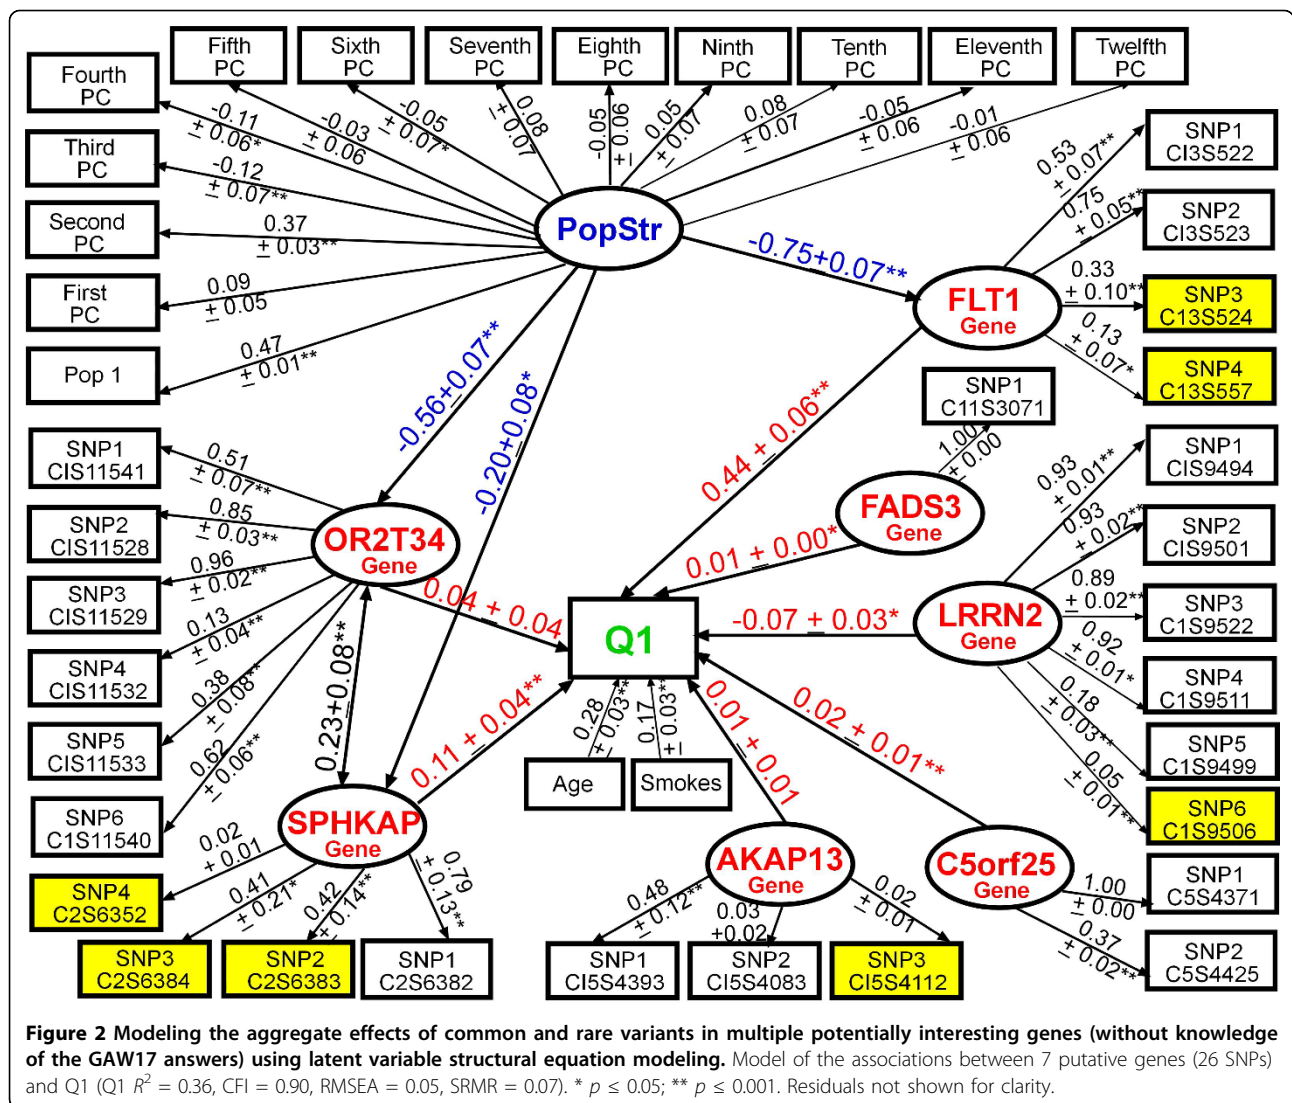 Fifth
PC
Sixth
PC
Seventh
PC
Eighth
PC
Ninth
PC
Tenth
PC
Eleventh
PC
Twelfth
PC
Fourth
PC
Third
PC
Second
PC
First
PC
Pop 1
-0.11
± 0.06*
-0.03
± 0.06
-0.05
± 0.07*
0.08
± 0.07
-0.05
± 0.06
0.05
± 0.07
0.08
± 0.07
-0.05
± 0.06
-0.01
± 0.06
-0.12
± 0.07**
0.37
± 0.03**
0.09
± 0.05
0.47
± 0.01**
PopStr
-0.75±0.07**
-0.56±0.07**
-0.20±0.08*
FLT1
Gene
0.53
± 0.07**
0.75
± 0.05**
0.33
± 0.10**
0.13
± 0.07*
SNP1
CI3S522
SNP2
CI3S523
SNP3
C13S524
SNP4
C13S557
0.44 ± 0.06**
SNP1
C11S3071
1.00
± 0.00
FADS3
Gene
0.01 ± 0.00*
SNP1
CIS11541
SNP2
CIS11528
SNP3
CIS11529
SNP4
CIS11532
SNP5
CIS11533
SNP6
C1S11540
0.51
± 0.07**
0.85
± 0.03**
0.96
± 0.02**
0.13
± 0.04**
0.38
± 0.08**
0.62
± 0.06**
OR2T34
Gene
0.04 ± 0.04
0.23±0.08**
Q1
LRRN2
Gene
-0.07 ± 0.03*
0.93
± 0.01**
0.93
± 0.02**
0.89
± 0.02**
0.92
± 0.01*
0.18
± 0.03**
0.05
± 0.01**
SNP1
CIS9494
SNP2
CIS9501
SNP3
C1S9522
SNP4
C1S9511
SNP5
C1S9499
SNP6
C1S9506
0.28
± 0.03**
0.17
± 0.03**
Age
Smokes
0.11 ± 0.04**
0.01 ± 0.01
0.02 ± 0.01**
SPHKAP
Gene
0.02
± 0.01
0.41
± 0.21*
0.42
± 0.14**
0.79
± 0.13**
SNP4
C2S6352
SNP3
C2S6384
SNP2
C2S6383
SNP1
C2S6382
AKAP13
Gene
0.48
± 0.12**
0.03
±0.02
0.02
± 0.01
SNP1
CI5S4393
SNP2
CI5S4083
SNP3
CI5S4112
C5orf25
Gene
1.00
± 0.00
0.37
± 0.02**
SNP1
C5S4371
SNP2
C5S4425
Figure 2 Modeling the aggregate effects of common and rare variants in multiple potentially interesting genes (without knowledge
of the GAW17 answers) using latent variable structural equation modeling. Model of the associations between 7 putative genes (26 SNPs)
and Q1 (Q1 R² = 0.36, CFI = 0.90, RMSEA = 0.05, SRMR = 0.07). * p ≤ 0.05; ** p ≤ 0.001. Residuals not shown for clarity.